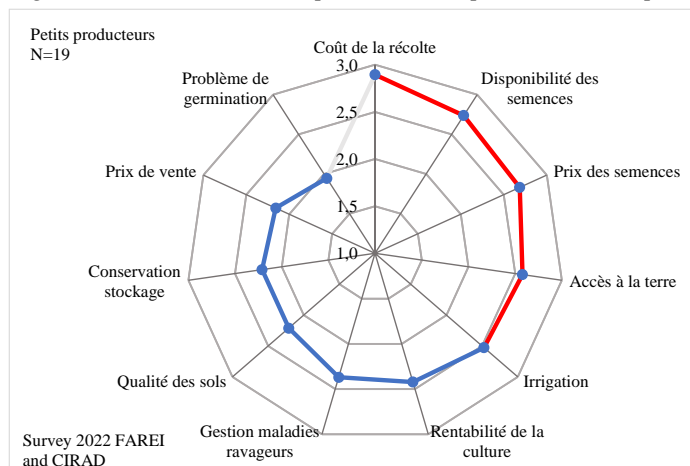 Petits producteurs
N=19
Coût de la récolte
Disponibilité des
semences
Prix des semences
Accès à la terre
Irrigation
Rentabilité de la
culture
Gestion maladies
ravageurs
Qualité des sols
Conservation
stockage
Prix de vente
Problème de
germination
3,0
2,5
2,0
1,5
1,0
Survey 2022 FAREI
and CIRAD